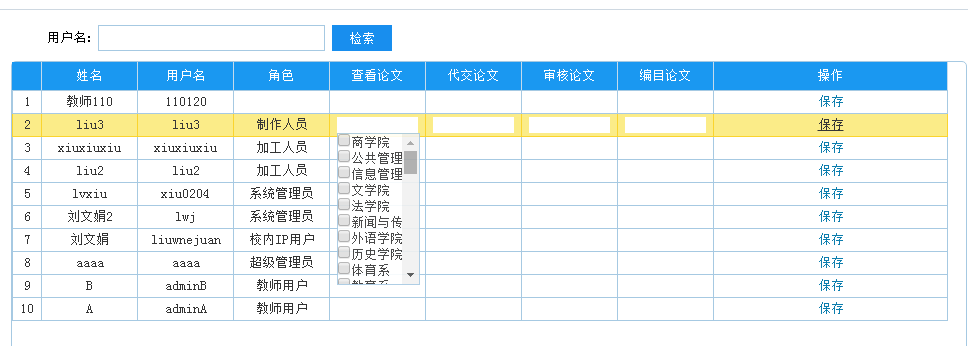 用户名： 检索
姓名 用户名 角色 查看论文 代交论文 审核论文 编目论文 操作
1 教师110 110120 保存
2 liu3 liu3 制作人员 保存
3 xiuxiuxiu xiuxiuxiu 加工人员 保存
4 liu2 liu2 加工人员 保存
5 lvxiu xiu0204 系统管理员 保存
6 刘文娟2 lwj 系统管理员 保存
7 刘文娟 liuwnejuan 校内IP用户 保存
8 aaaa aaaa 超级管理员 保存
9 B adminB 教师用户 保存
10 A adminA 教师用户 保存
商学院
公共管理
信息管理
文学院
法学院
新闻与传
外语学院
历史学院
体育系